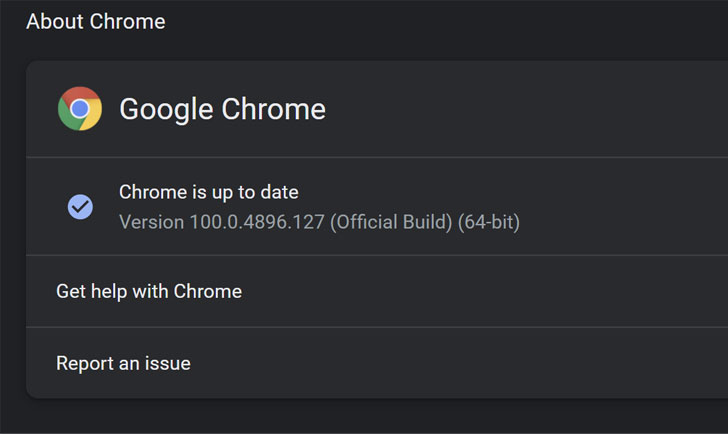 About Chrome
Google Chrome
Chrome is up to date
Version 100.0.4896.127 (Official Build) (64-bit)
Get help with Chrome
Report an issue